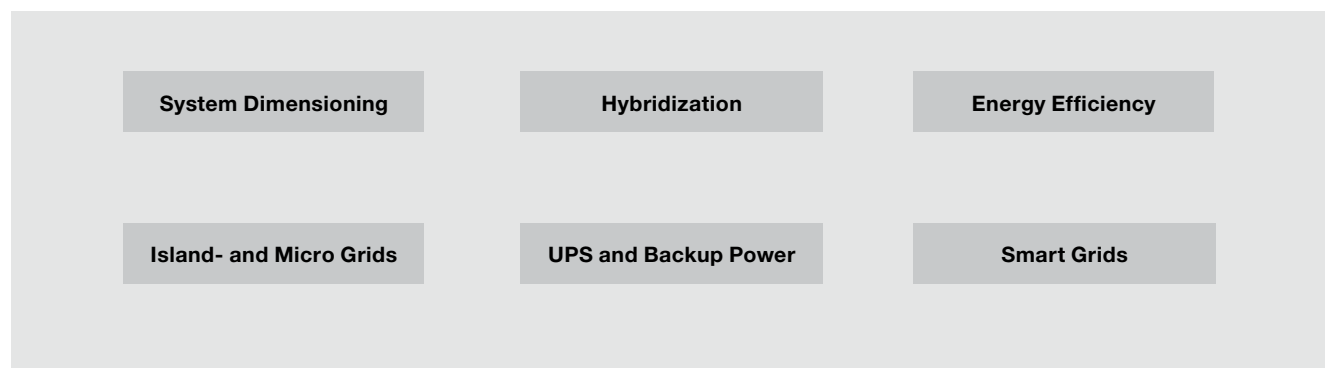 System Dimensioning
Hybridization
Energy Efficiency
Island- and Micro Grids
UPS and Backup Power
Smart Grids